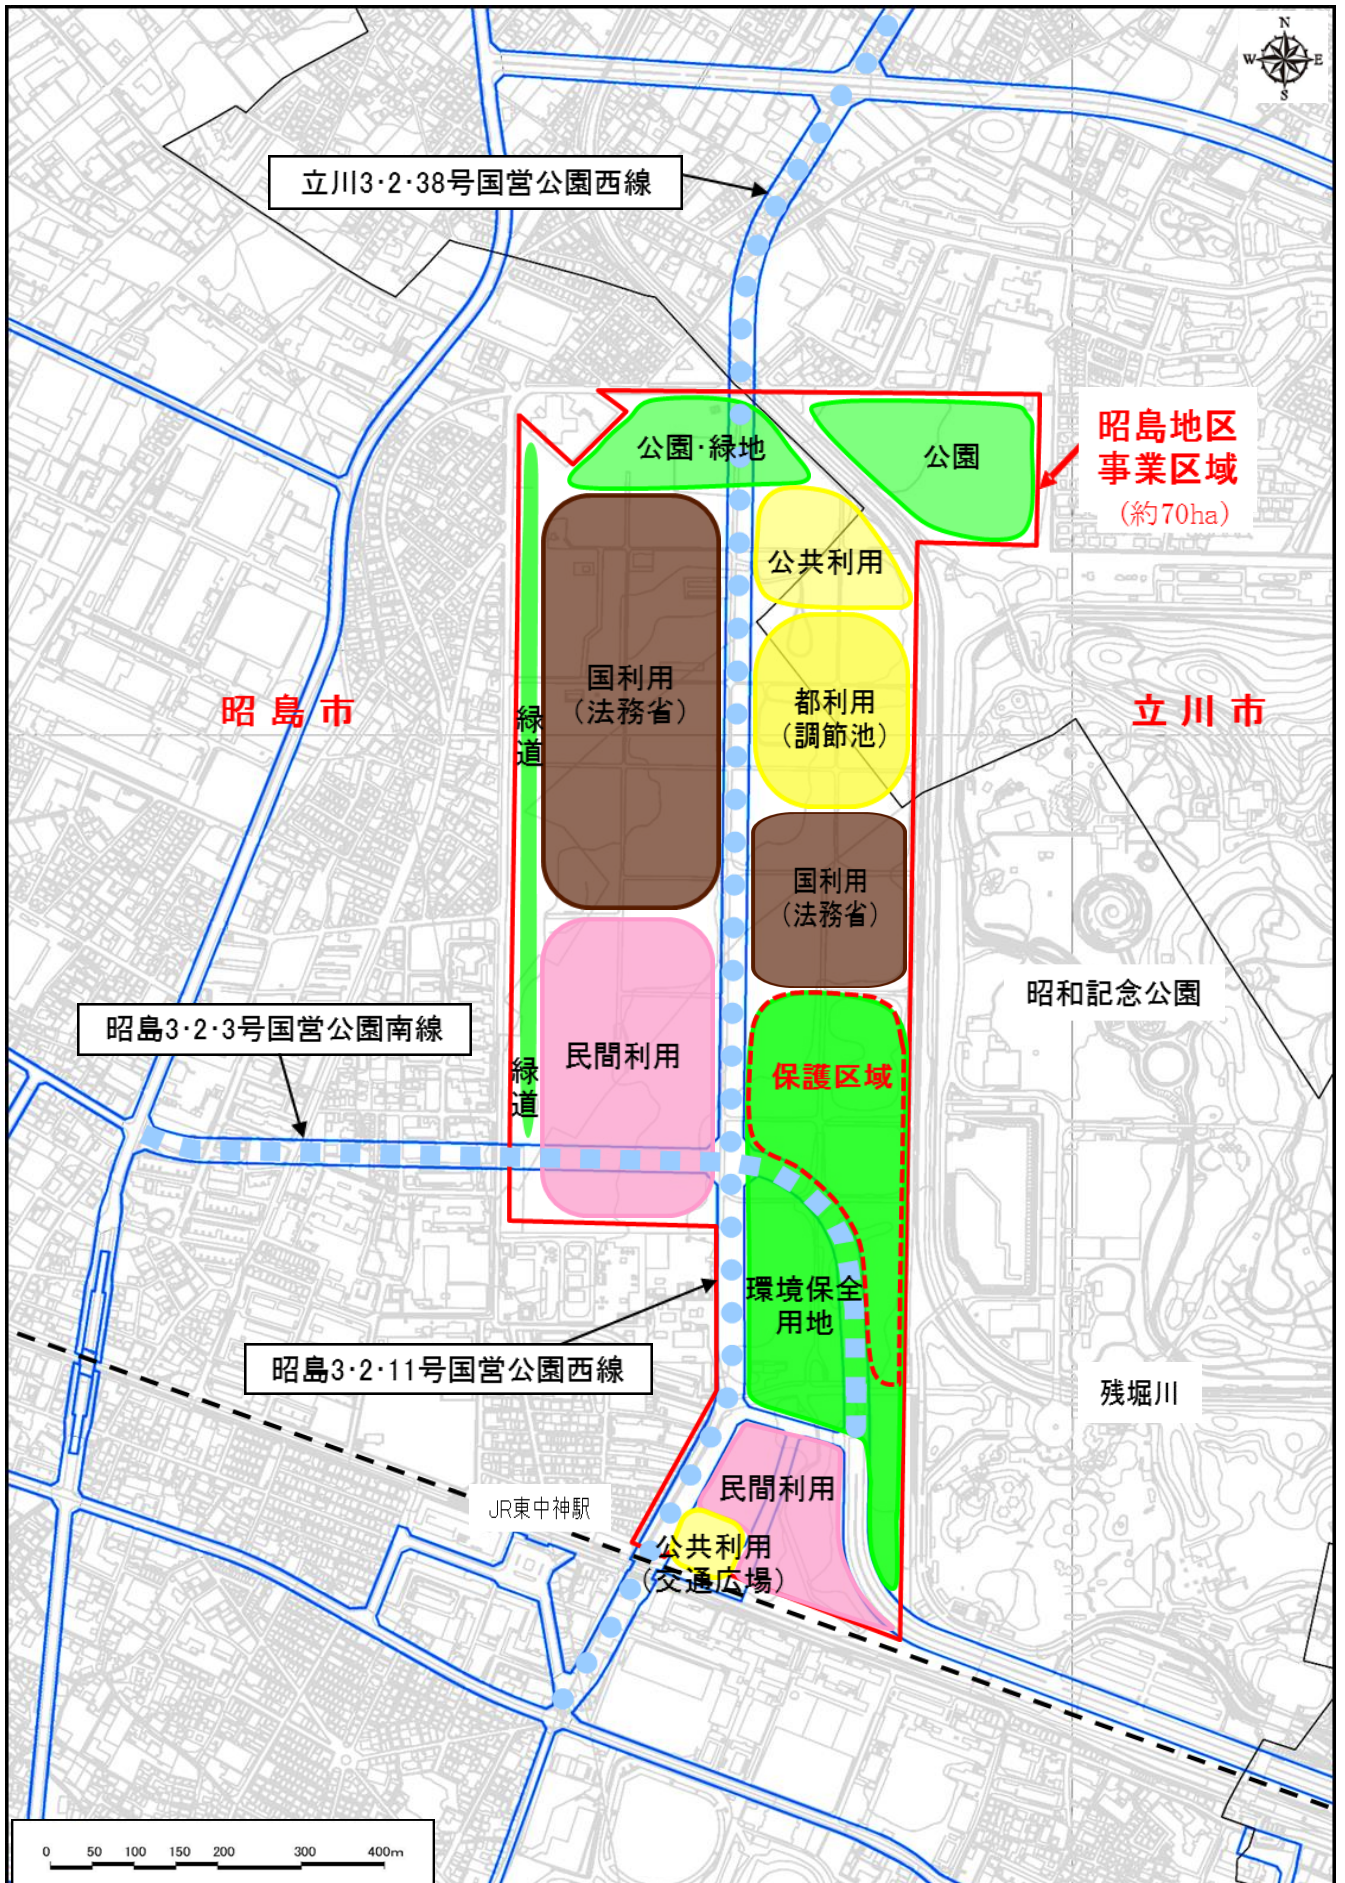 N
W
E
S
立川3・2・38号国営公園西線
昭島地区
事業区域
(約70ha)
公園・緑地
公園
公共利用
国利用
(法務省)
都利用
(調節池)
緑道
昭島市
立川市
国利用
(法務省)
昭和記念公園
昭島3・2・3号国営公園南線
民間利用
緑道
保護区域
環境保全
用地
昭島3・2・11号国営公園西線
残堀川
民間利用
JR東中神駅
公共利用
(交通広場)
0 50 100 150 200 300 400m